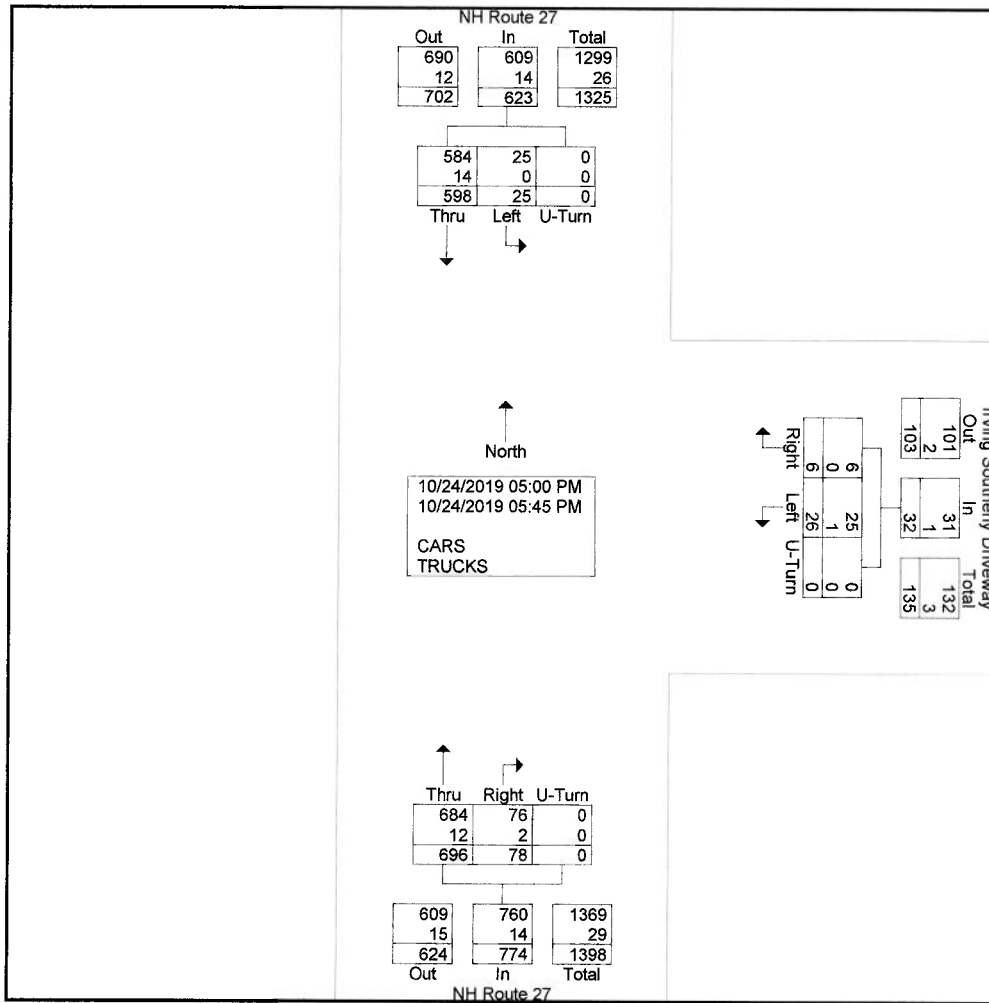 NH Route 27
Out In Total
690 609 1299
12 14 26
702 623 1325
584 25 0
14 0 0
598 25 0
Thru Left U-Turn
North
10/24/2019 05:00 PM
10/24/2019 05:45 PM
CARS
TRUCKS
Irving Southerly Driveway
Out In Total
101 31 132
2 1 3
103 32 135
6 25 0
0 1 0
6 26 0
Right Left U-Turn
Thru Right U-Turn
684 76 0
12 2 0
696 78 0
609 760 1369
15 14 29
624 774 1398
Out In Total
NH Route 27